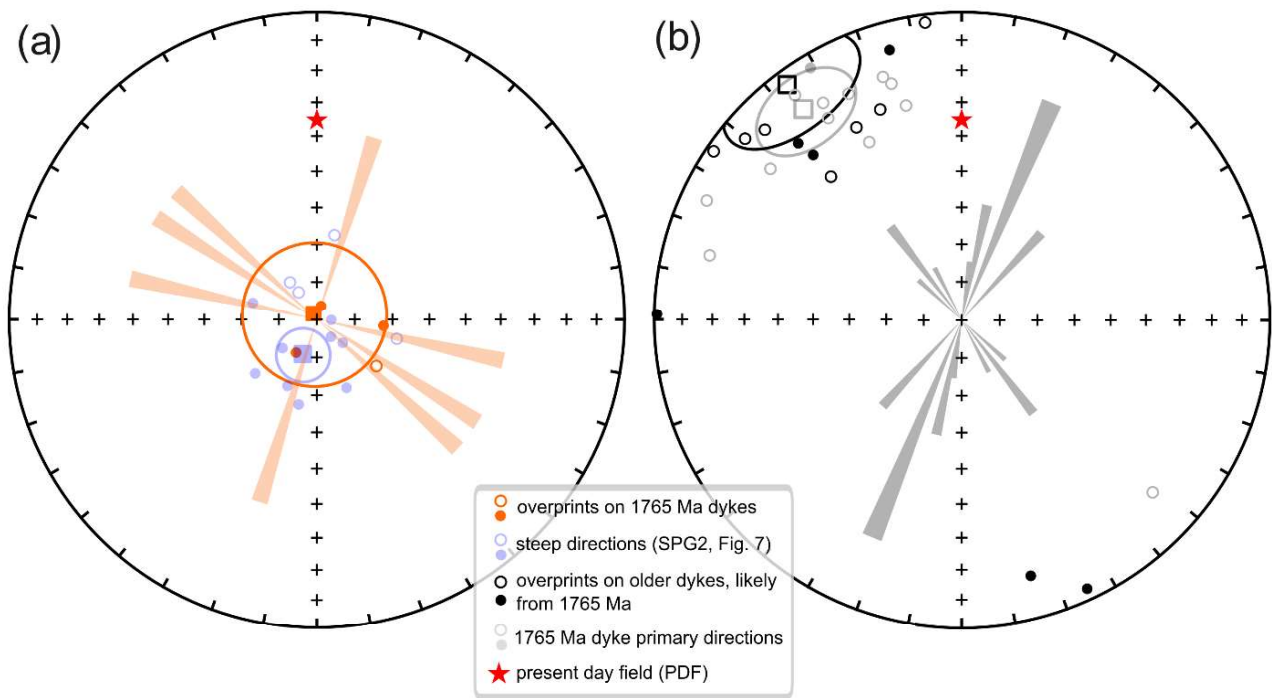 (a)
(b)
overprints on 1765 Ma dykes
steep directions (SPG2, Fig. 7)
overprints on older dykes, likely
from 1765 Ma
1765 Ma dyke primary directions
present day field (PDF)